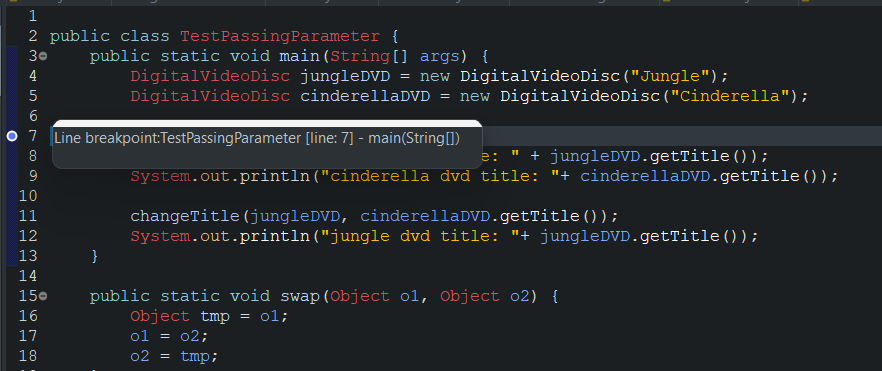 1
2 public class TestPassingParameter {
3 public static void main(String[] args) {
4 DigitalVideoDisc jungleDVD = new DigitalVideoDisc("Jungle");
5 DigitalVideoDisc cinderellaDVD = new DigitalVideoDisc("Cinderella");
6
7
Line breakpoint:TestPassingParameter [line: 7] - main(String[])
8 le: " + jungleDVD.getTitle());
9 System.out.println("cinderella dvd title: "+ cinderellaDVD.getTitle());
10
11 changeTitle(jungleDVD, cinderellaDVD.getTitle());
12 System.out.println("jungle dvd title: "+ jungleDVD.getTitle());
13 }
14
15 public static void swap(Object o1, Object o2) {
16 Object tmp = o1;
17 o1 = o2;
18 o2 = tmp;